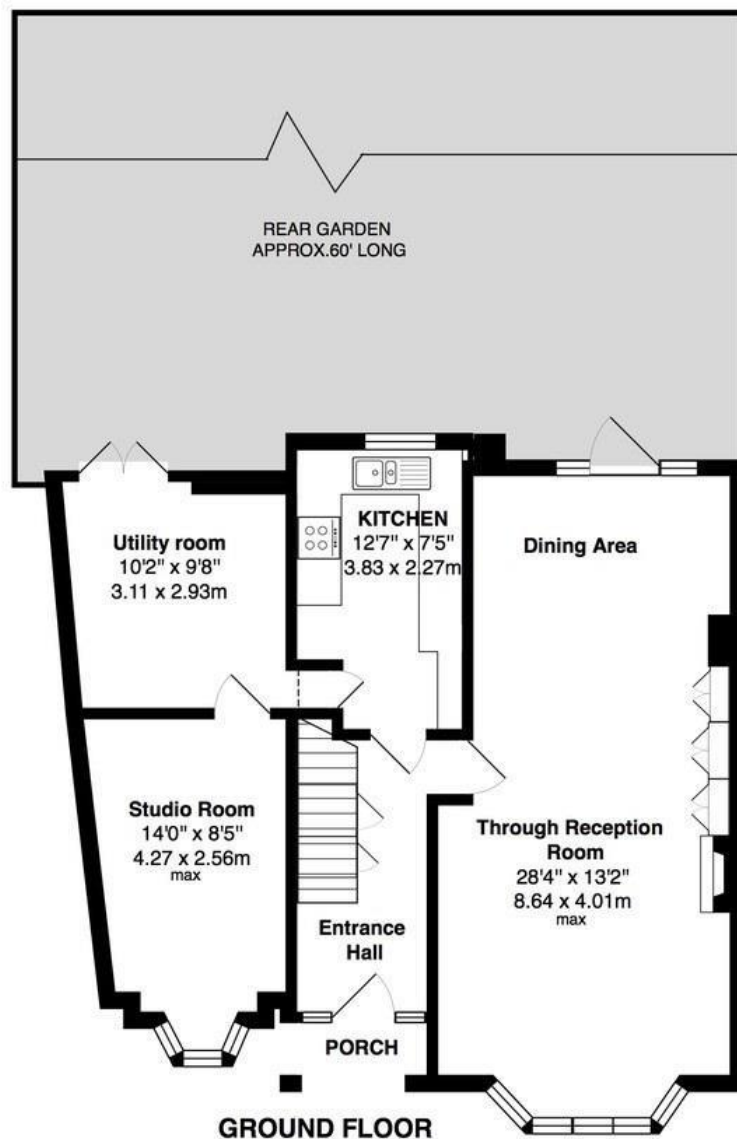 REAR GARDEN
APPROX.60' LONG
KITCHEN
12'7" x 7'5"
3.83 x 2.27m
Utility room
10'2" x 9'8"
3.11 x 2.93m
Dining Area
Studio Room
14'0" x 8'5"
4.27 x 2.56m
max
Through Reception
Room
28'4" x 13'2"
8.64 x 4.01m
max
Entrance
Hall
PORCH
GROUND FLOOR